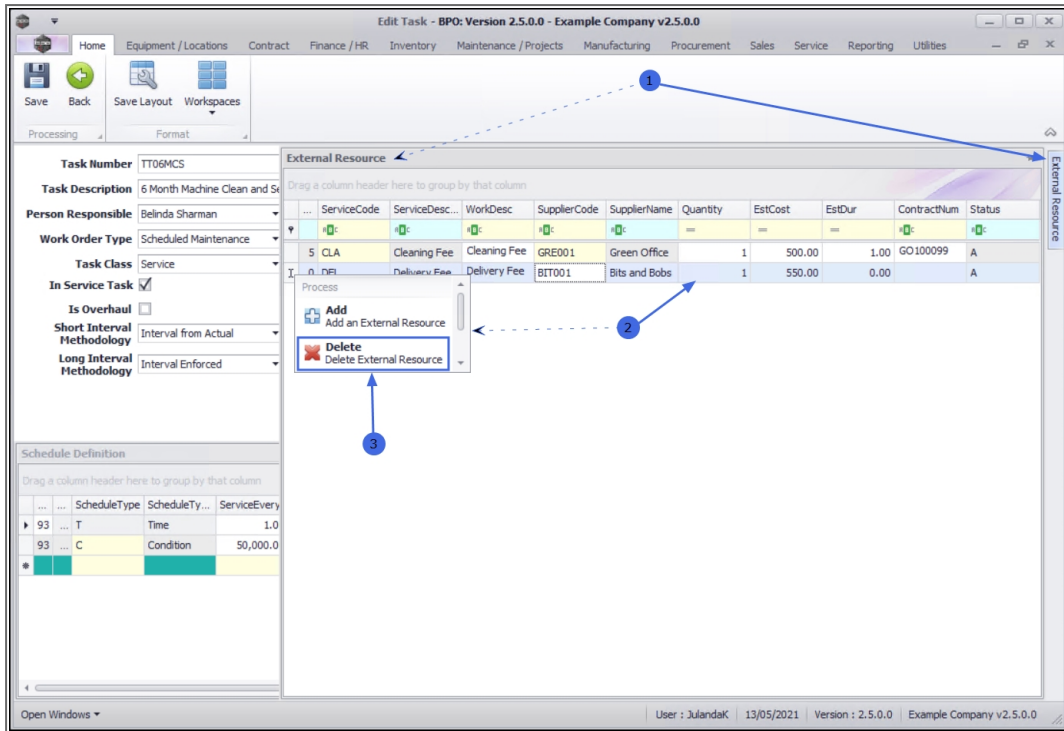 Edit Task - BPO: Version 2.5.0.0 - Example Company v2.5.0.0
Home Equipment / Locations Contract Finance / HR Inventory Maintenance / Projects Manufacturing Procurement Sales Service Reporting Utilities
Save Back Save Layout Workspaces
Processing Format
1
External Resource
Task Number TT06MCS
Task Description 6 Month Machine Clean and Se
Person Responsible Belinda Sharman
Work Order Type Scheduled Maintenance
Task Class Service
In Service Task
Is Overhaul
Short Interval Methodology Interval from Actual
Long Interval Methodology Interval Enforced
External Resource
Drag a column header here to group by that column
... ServiceCode ServiceDesc... WorkDesc SupplierCode SupplierName Quantity EstCost EstDur ContractNum Status
5 CLA Cleaning Fee Cleaning Fee GRE001 Green Office 1 500.00 1.00 GO100099 A
0 DEL Delivery Fee Delivery Fee BIT001 Bits and Bobs 1 550.00 0.00 A
Process
Add
Add an External Resource
Delete
Delete External Resource
2
3
Schedule Definition
Drag a column header here to group by that column
... ... ScheduleType ScheduleTy... ServiceEvery
93 ... T Time 1.0
93 ... C Condition 50,000.0
Open Windows User : JulandaK 13/05/2021 Version : 2.5.0.0 Example Company v2.5.0.0